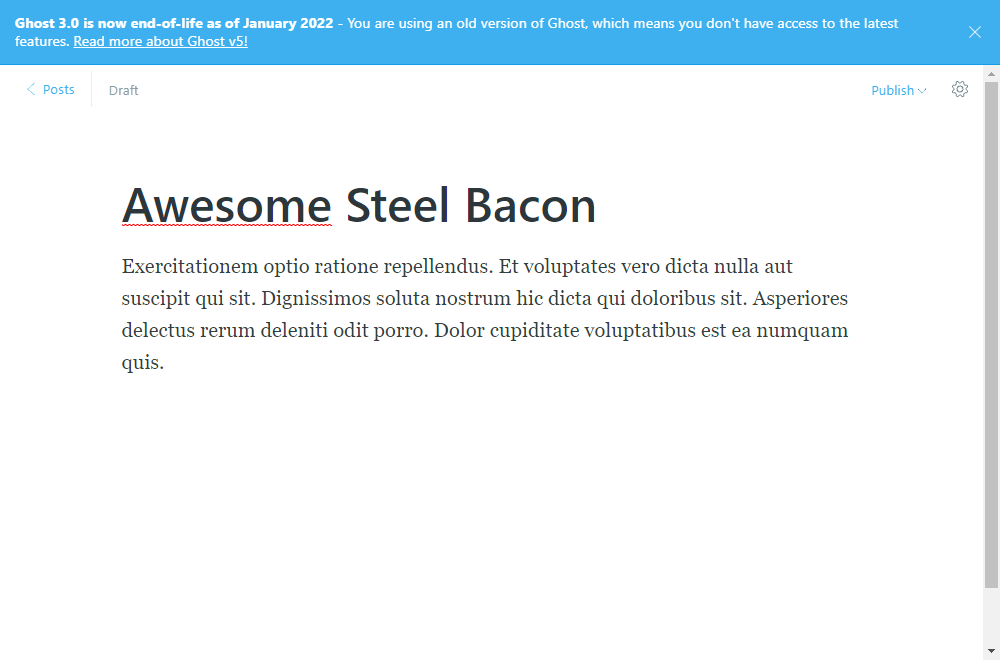 Ghost 3.0 is now end-of-life as of January 2022 - You are using an old version of Ghost, which means you don't have access to the latest
features. Read more about Ghost v5!
Posts
Draft
Publish
Awesome Steel Bacon
Exercitationem optio ratione repellendus. Et voluptates vero dicta nulla aut
suscipit qui sit. Dignissimos soluta nostrum hic dicta qui doloribus sit. Asperiores
delectus rerum deleniti odit porro. Dolor cupiditate voluptatibus est ea numquam
quis.